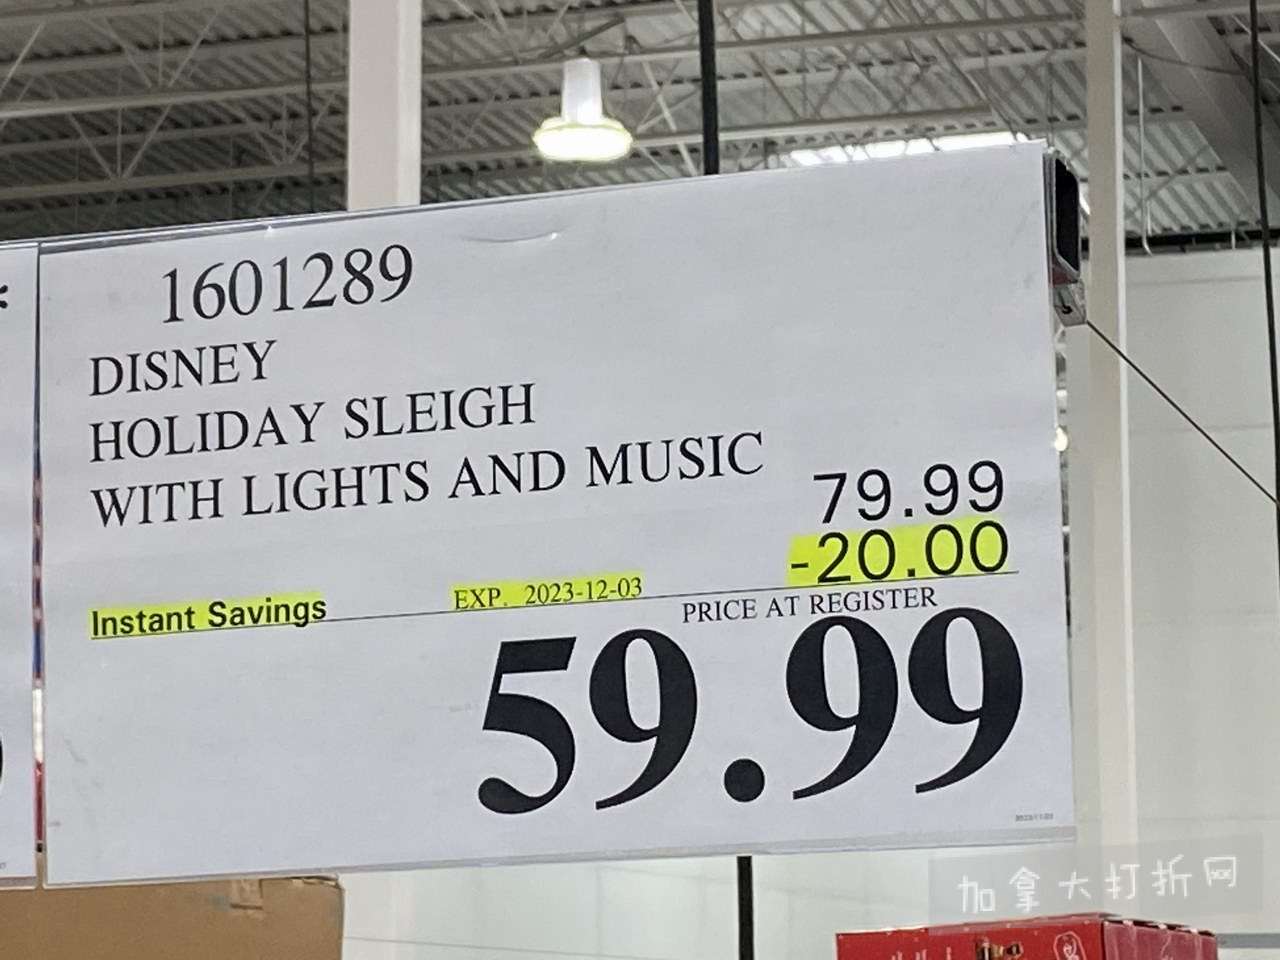 1601289
DISNEY
HOLIDAY SLEIGH
WITH LIGHTS AND MUSIC
79.99
-20.00
Instant Savings
EXP. 2023-12-03
PRICE AT REGISTER
59.99
加拿大打折网